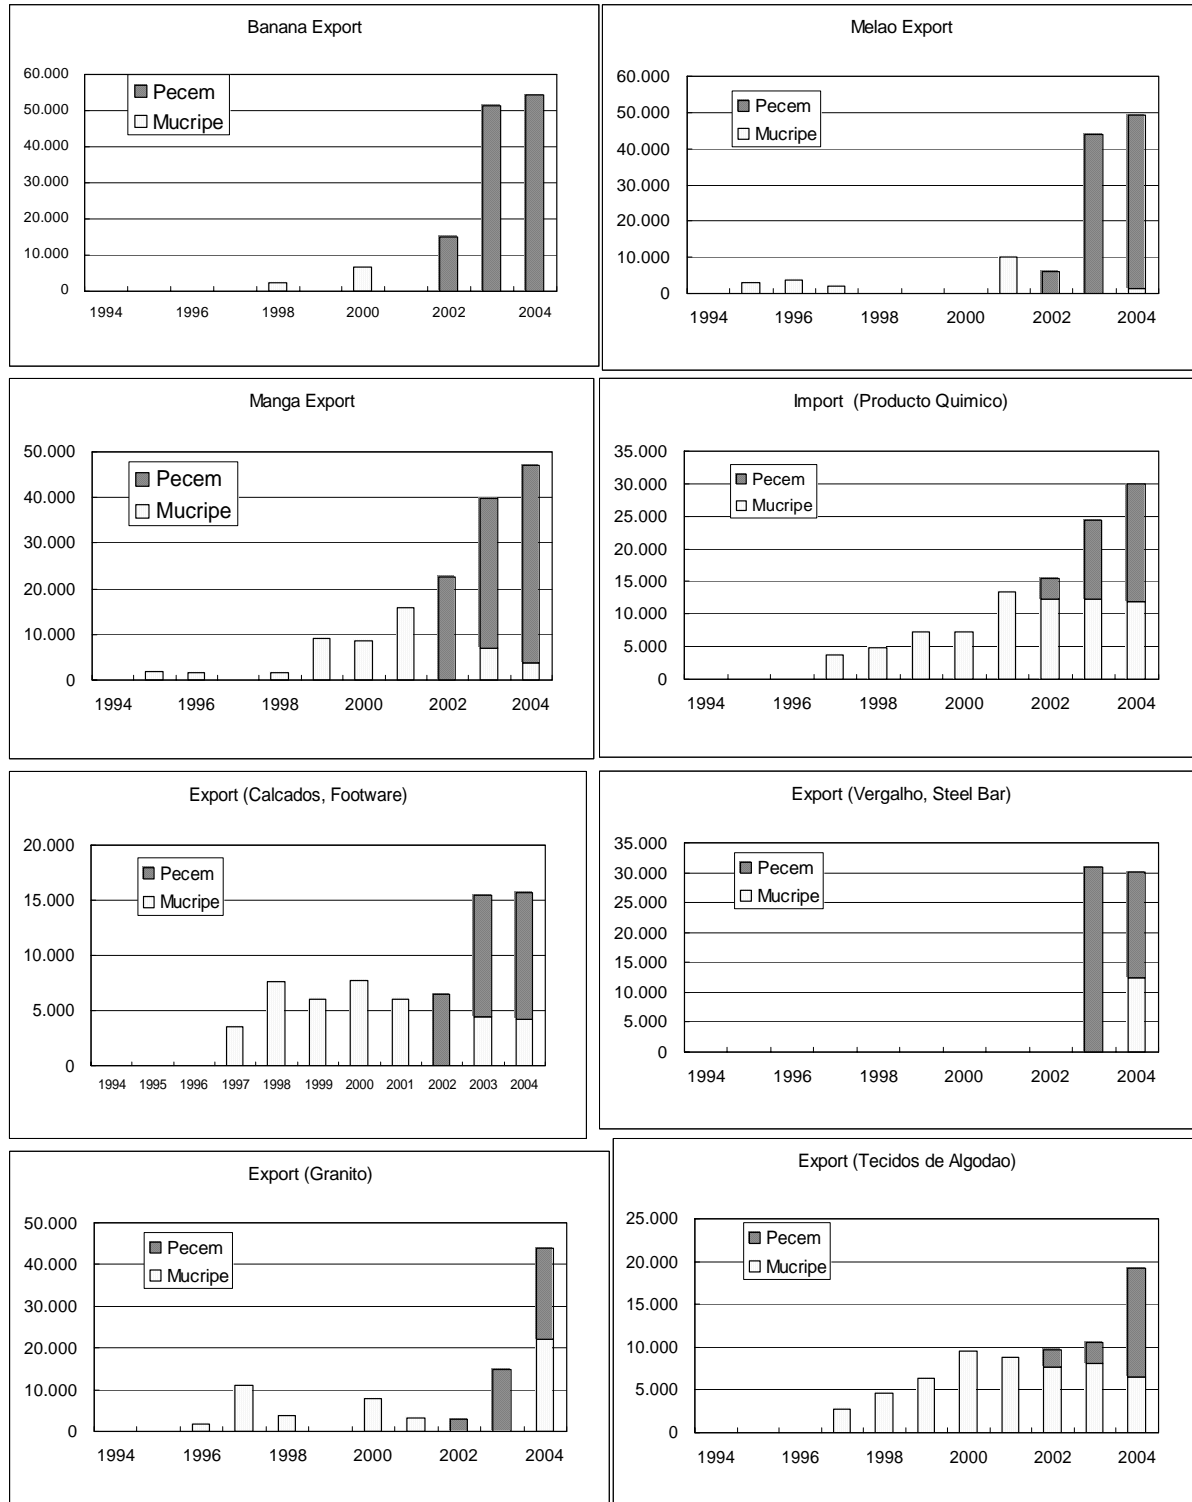 Banana Export
60.000
50.000
40.000
30.000
20.000
10.000
0
Pecem
Mucripe
1994 1996 1998 2000 2002 2004
Melao Export
60.000
50.000
40.000
30.000
20.000
10.000
0
Pecem
Mucripe
1994 1996 1998 2000 2002 2004
Manga Export
50.000
40.000
30.000
20.000
10.000
0
Pecem
Mucripe
1994 1996 1998 2000 2002 2004
Import (Producto Quimico)
35.000
30.000
25.000
20.000
15.000
10.000
5.000
0
Pecem
Mucripe
1994 1996 1998 2000 2002 2004
Export (Calcados, Footware)
20.000
15.000
10.000
5.000
0
Pecem
Mucripe
1994 1995 1996 1997 1998 1999 2000 2001 2002 2003 2004
Export (Vergalho, Steel Bar)
35.000
30.000
25.000
20.000
15.000
10.000
5.000
0
Pecem
Mucripe
1994 1996 1998 2000 2002 2004
Export (Granito)
50.000
40.000
30.000
20.000
10.000
0
Pecem
Mucripe
1994 1996 1998 2000 2002 2004
Export (Tecidos de Algodao)
25.000
20.000
15.000
10.000
5.000
0
Pecem
Mucripe
1994 1996 1998 2000 2002 2004